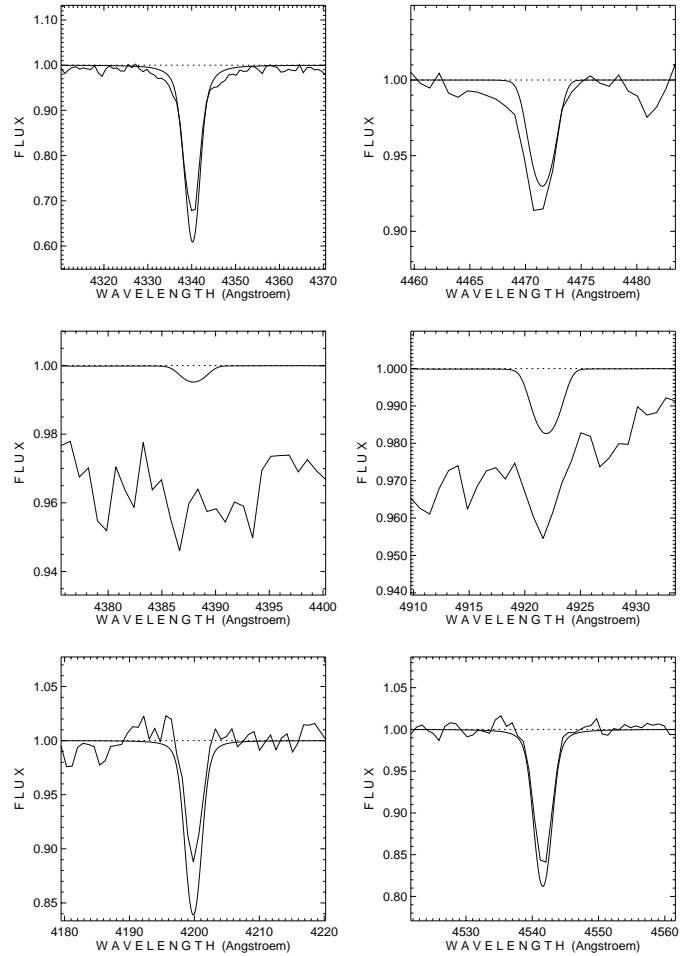 1.10
1.00
0.90
0.80
0.70
0.60
FLUX
4320 4330 4340 4350 4360 4370
WAVELENGTH (Angstroem)
1.00
0.95
0.90
FLUX
4460 4465 4470 4475 4480
WAVELENGTH (Angstroem)
1.00
0.98
0.96
0.94
FLUX
4380 4385 4390 4395 4400
WAVELENGTH (Angstroem)
1.000
0.990
0.980
0.970
0.960
0.950
0.940
FLUX
4910 4915 4920 4925 4930
WAVELENGTH (Angstroem)
1.05
1.00
0.95
0.90
0.85
FLUX
4180 4190 4200 4210 4220
WAVELENGTH (Angstroem)
1.05
1.00
0.95
0.90
0.85
0.80
FLUX
4530 4540 4550 4560
WAVELENGTH (Angstroem)